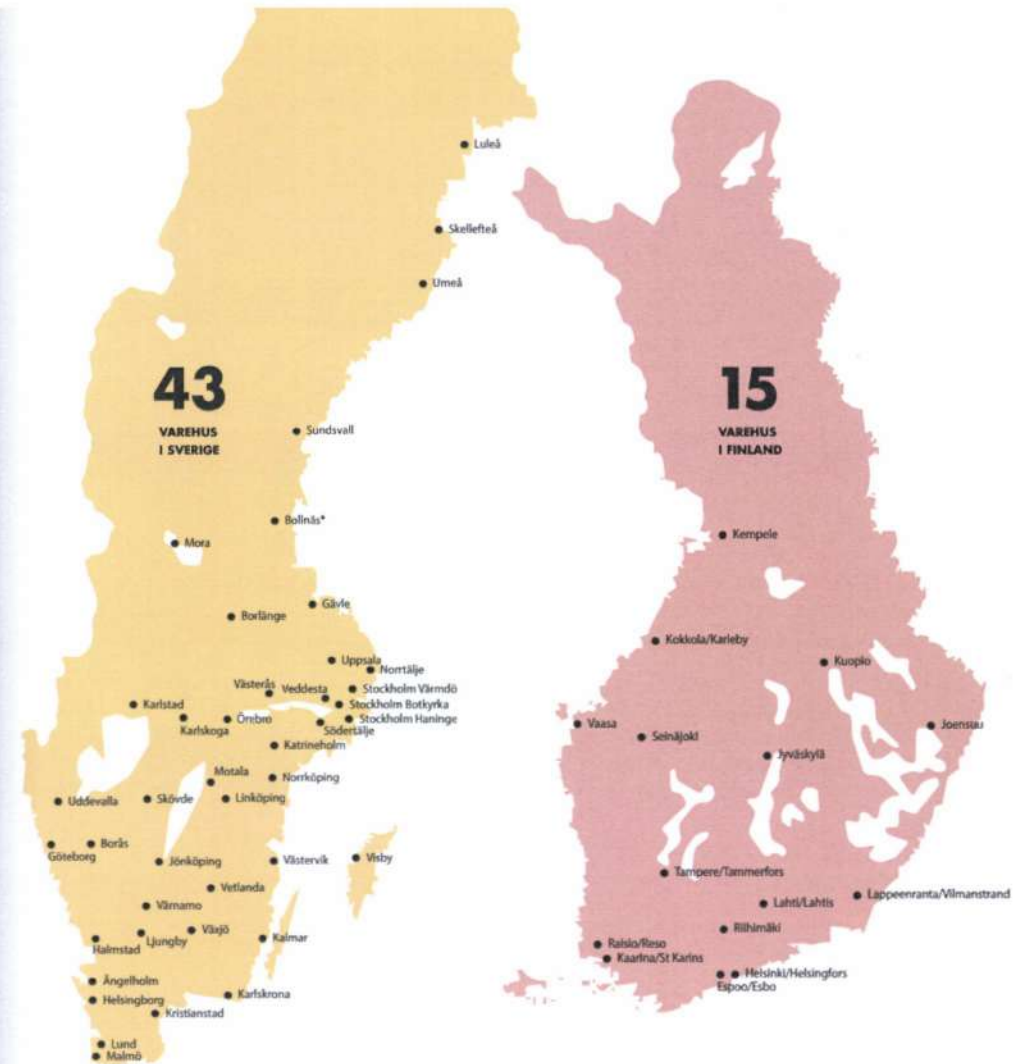 Luleå
Skellefteå
Umeå
43
VAREHUS
I SVERIGE
Sundsvall
Bollnäs*
Mora
Gävle
Borlänge
Uppsala
Norrtälje
Västerås
Veddesta
Stockholm Värmdö
Karlstad
Stockholm Botkyrka
Karlskoga
Örebro
Södertälje
Stockholm Haninge
Katrineholm
Motala
Norrköping
Uddevalla
Skövde
Linköping
Göteborg
Borås
Jönköping
Västervik
Visby
Vetlanda
Värnamo
Halmstad
Ljungby
Växjö
Kalmar
Ängelholm
Helsingborg
Karlskrona
Kristianstad
Lund
Malmö
15
VAREHUS
I FINLAND
Kempele
Kokkola/Karleby
Kuopio
Vaasa
Seinäjoki
Joensuu
Jyväskylä
Tampere/Tammerfors
Lahti/Lahtis
Lappeenranta/Vilmanstrand
Riihimäki
Raisio/Reso
Kaarina/St Karins
Helsinki/Helsingfors
Espoo/Esbo